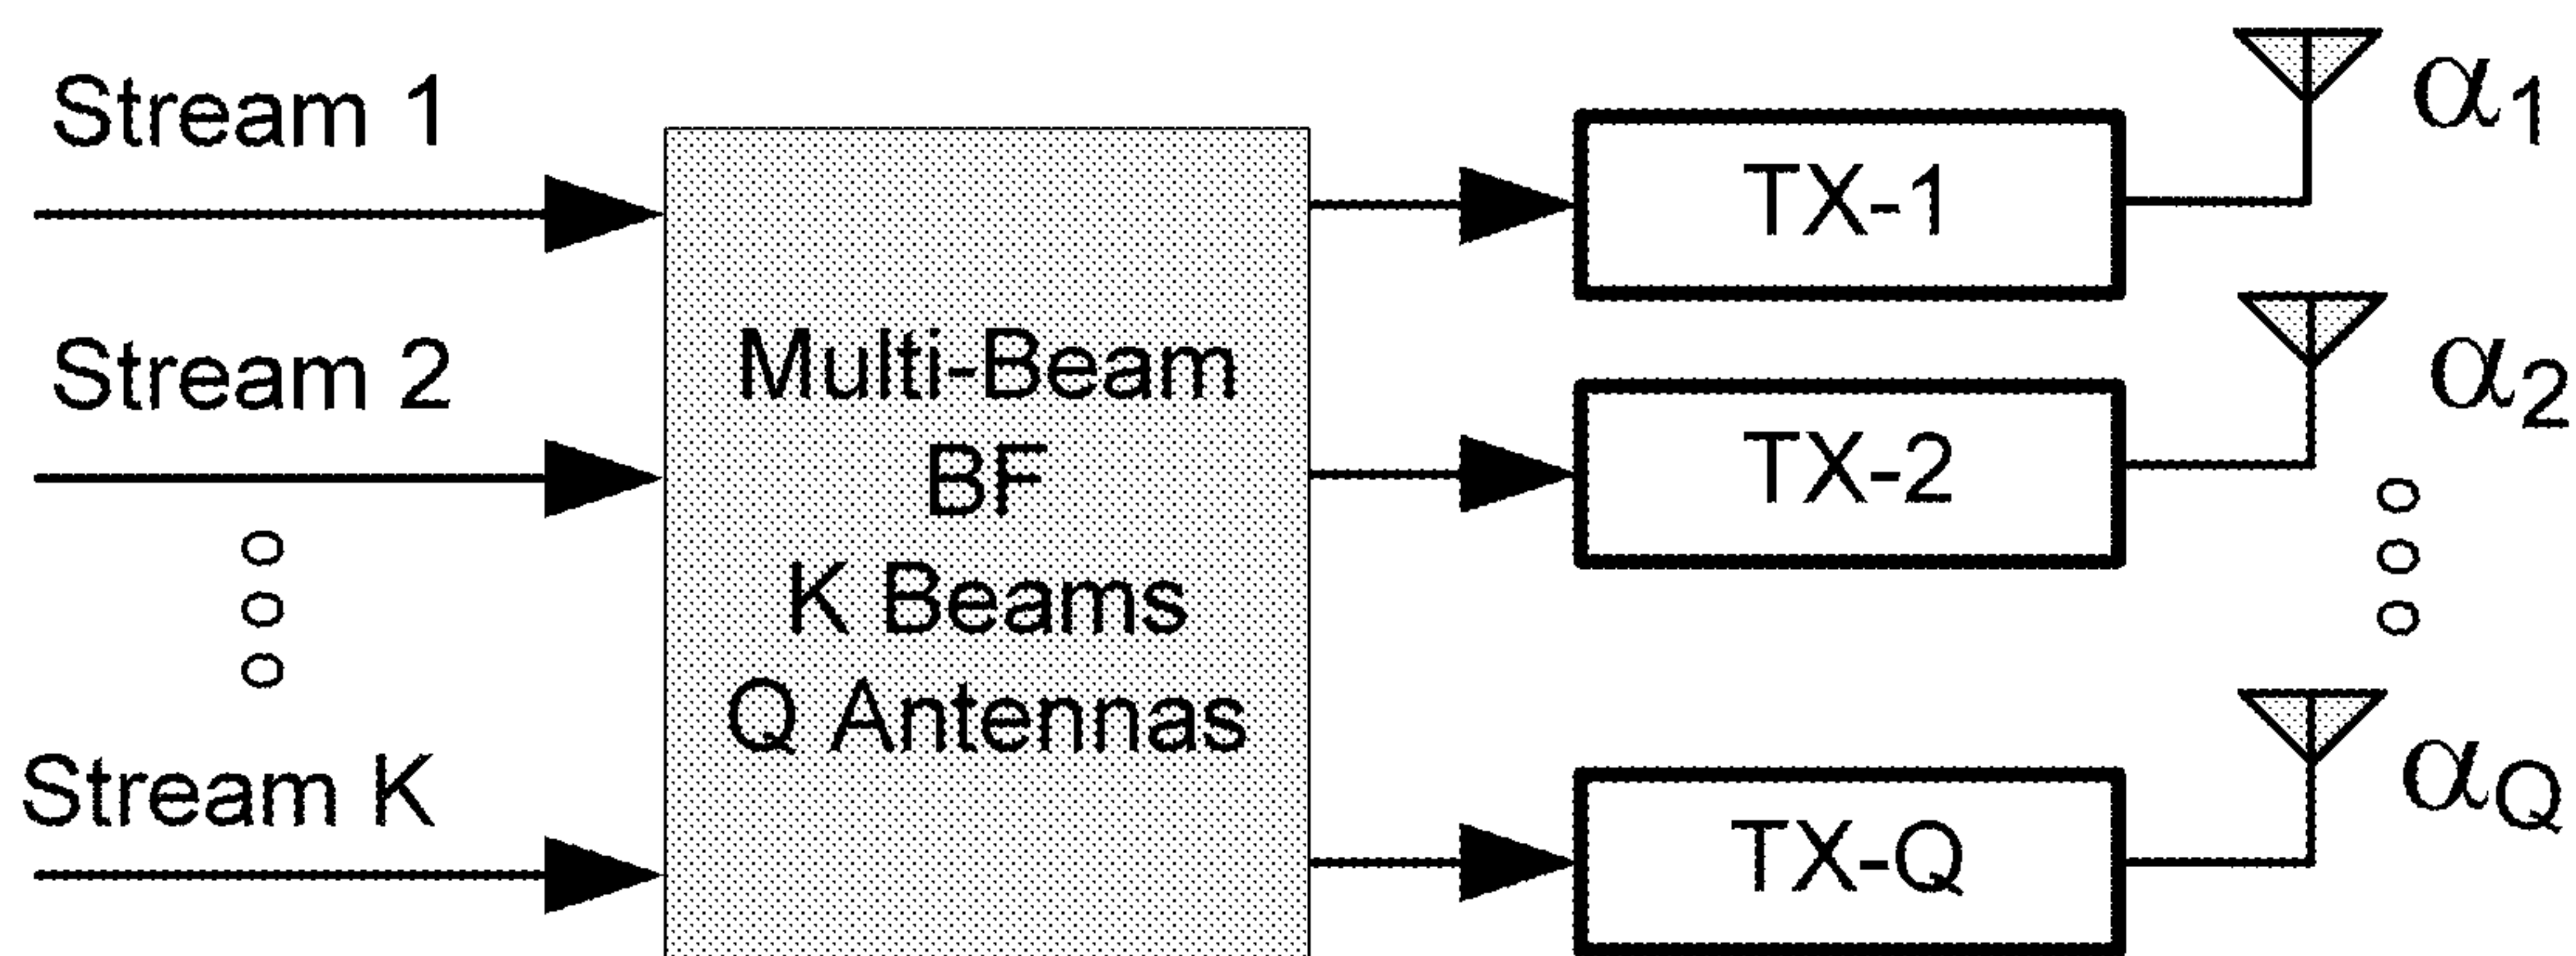 Stream 1
Stream 2
Stream K
Multi-Beam
BF
K Beams
Q Antennas
TX-1
TX-2
TX-Q
α1
α2
αQ